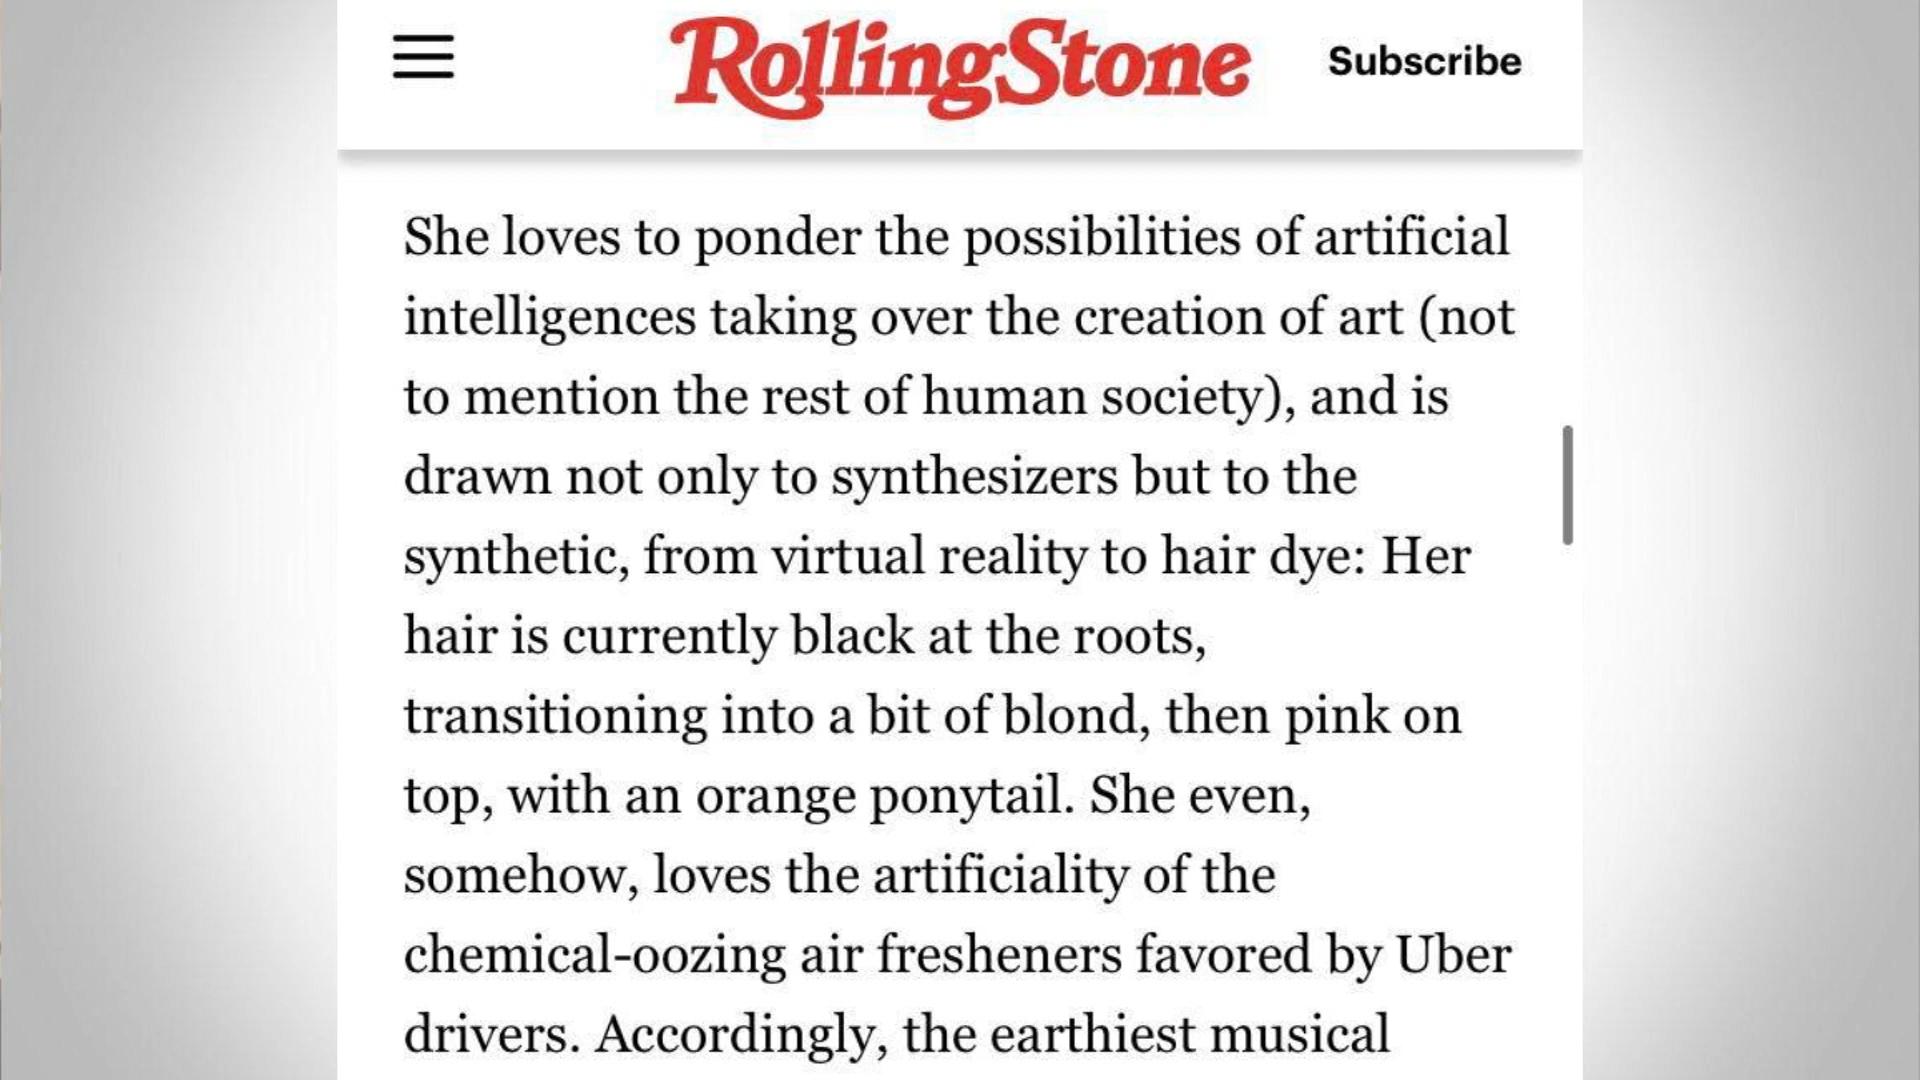 RollingStone
Subscribe
She loves to ponder the possibilities of artificial
intelligences taking over the creation of art (not
to mention the rest of human society), and is
drawn not only to synthesizers but to the
synthetic, from virtual reality to hair dye: Her
hair is currently black at the roots,
transitioning into a bit of blond, then pink on
top, with an orange ponytail. She even,
somehow, loves the artificiality of the
chemical-oozing air fresheners favored by Uber
drivers. Accordingly, the earthiest musical